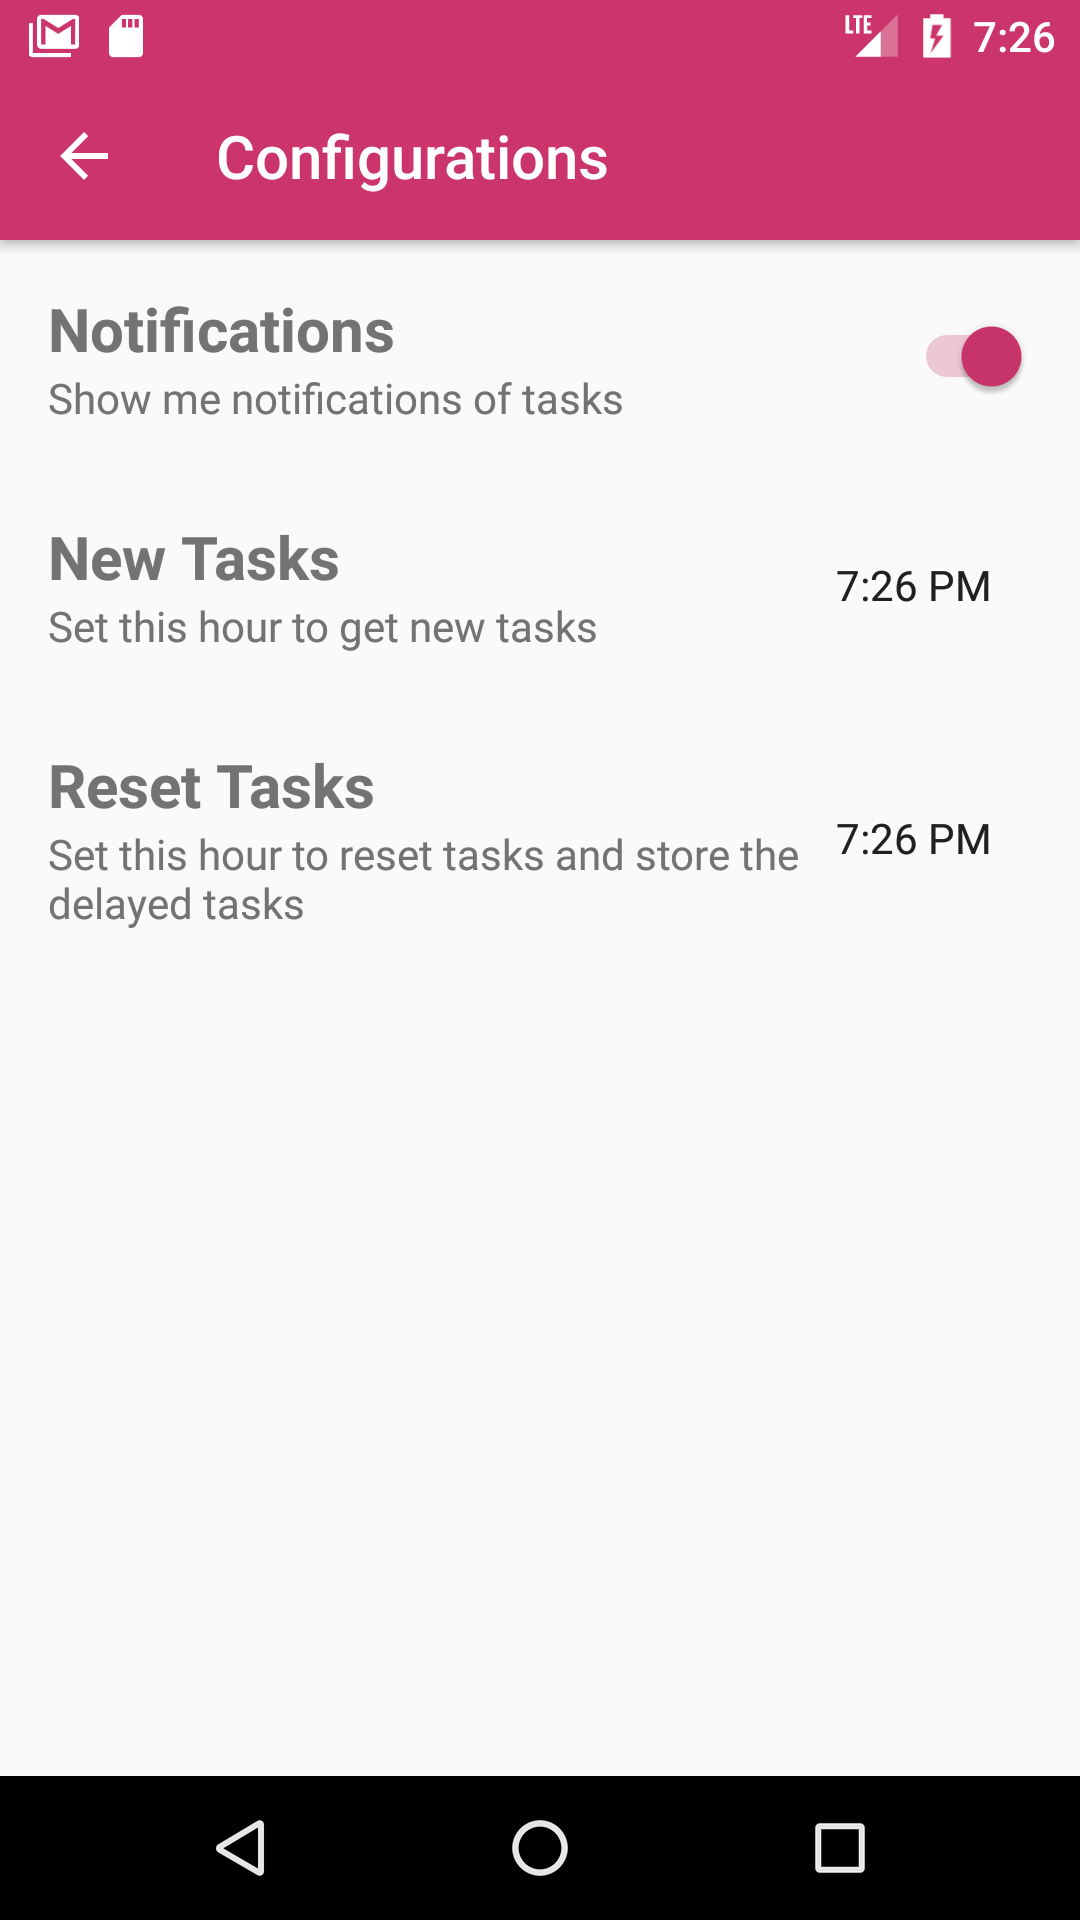 LTE 7:26
Configurations
Notifications
Show me notifications of tasks
New Tasks
7:26 PM
Set this hour to get new tasks
Reset Tasks
7:26 PM
Set this hour to reset tasks and store the
delayed tasks